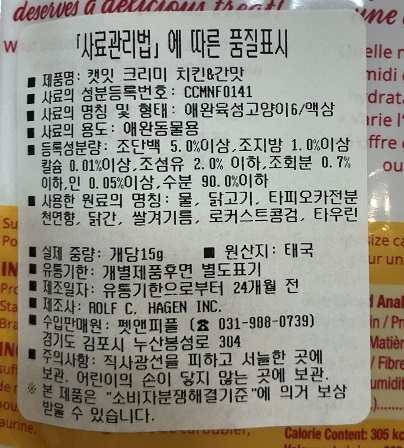 deserves a delicious treat!
「사료관리법」에 따른 품질표시
■ 제품명: 캣잇 크리미 치킨&간맛
■ 사료의 성분등록번호: CCMNF0141
■ 사료의 명칭 및 형태: 애완육성고양이6/액상
■ 사료의 용도: 애완동물용
■ 등록성분량: 조단백 5.0%이상,조지방 1.0%이상
칼슘 0.01%이상,조섬유 2.0% 이하,조회분 0.7%
이하,인 0.05%이상,수분 90.0%이하
■ 사용한 원료의 명칭: 물, 닭고기, 타피오카전분
천연향, 닭간, 쌀겨기름, 로커스트콩검, 타우린
■ 실제 중량: 개당15g ■ 원산지: 태국
■ 유통기한: 개별제품후면 별도표기
■ 제조일자: 유통기한으로부터 24개월 전
■ 제조사: ROLF C. HAGEN INC.
■ 수입판매원: 펫앤피플 (☎ 031-988-0739)
경기도 김포시 누산봉성로 304
■ 주의사항: 직사광선을 피하고 서늘한 곳에
보관. 어린이의 손이 닿지 않는 곳에 보관.
※ 본 제품은 "소비자분쟁해결기준"에 의거 보상
받을 수 있습니다.
Calorie Content: 305 kc